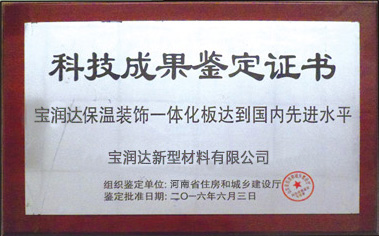 科技成果鉴定证书
宝润达保温装饰一体化板达到国内先进水平
宝润达新型材料有限公司
组织鉴定单位: 河南省住房和城乡建设厅
鉴定批准日期: 二〇一六年六月三日